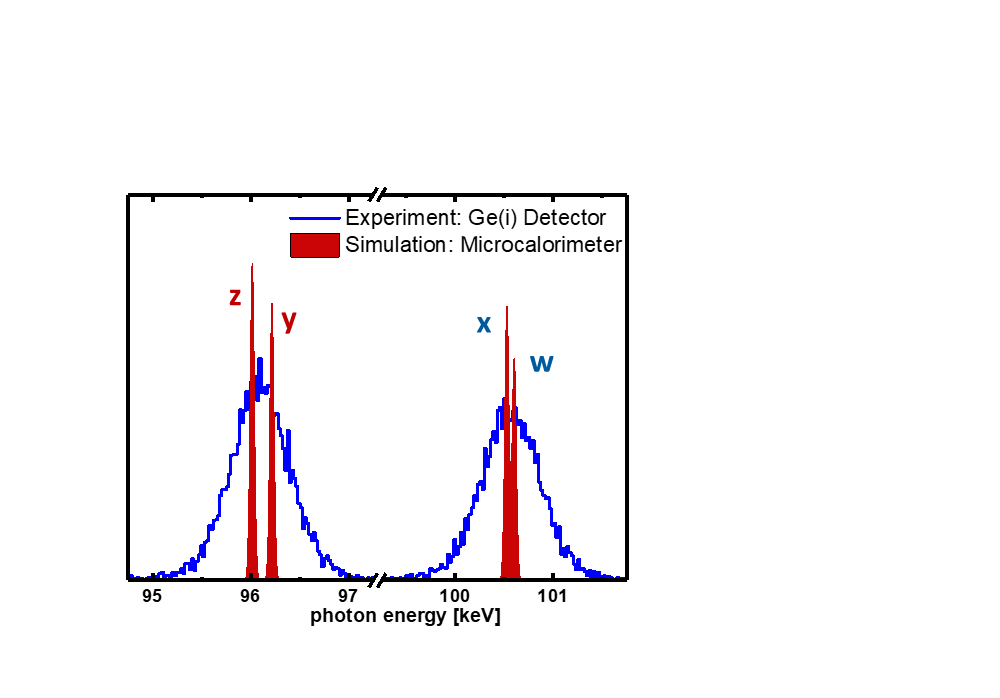 Experiment: Ge(i) Detector
Simulation: Microcalorimeter
z
y
x
w
95 96 97 100 101
photon energy [keV]